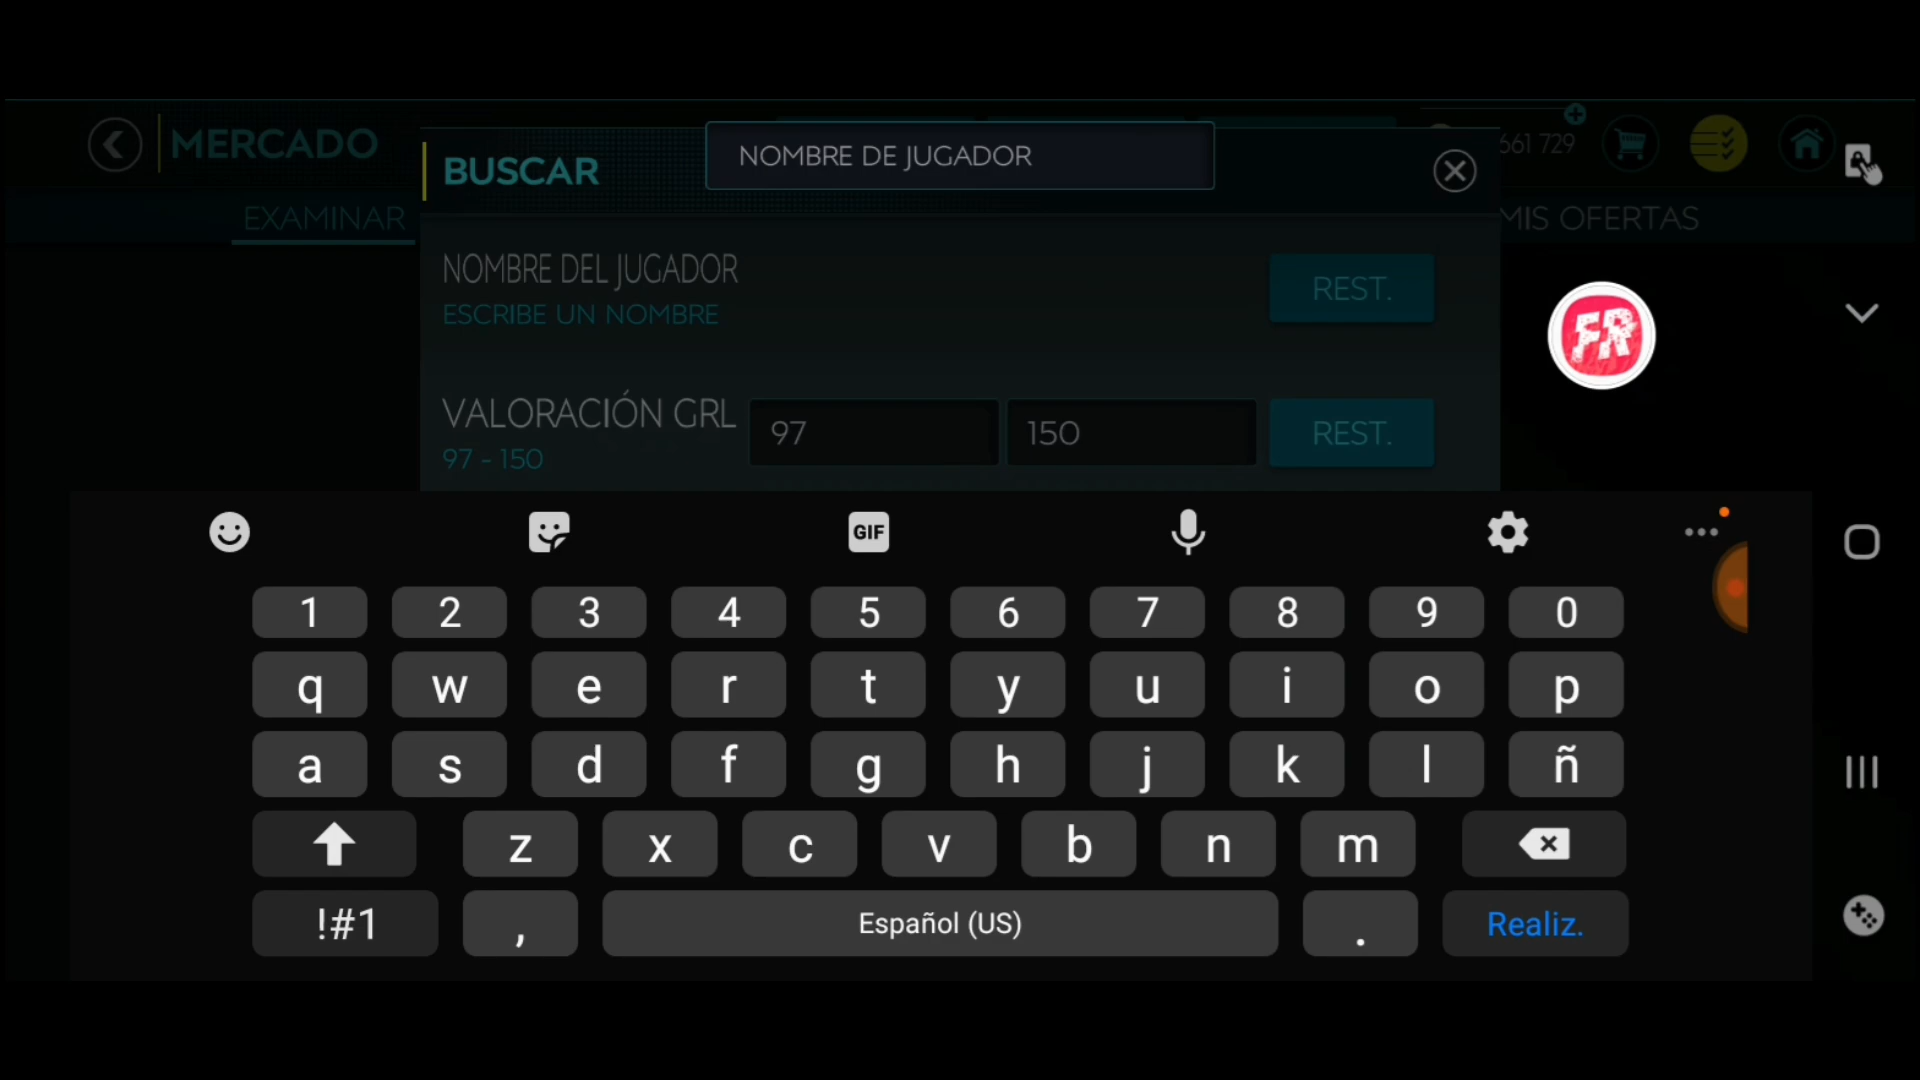 MERCADO
BUSCAR
NOMBRE DE JUGADOR
661 729
EXAMINAR
MIS OFERTAS
NOMBRE DEL JUGADOR
ESCRIBE UN NOMBRE
REST.
FR
VALORACIÓN GRL
97
150
REST.
97 - 150
GIF
1 2 3 4 5 6 7 8 9 0
q w e r t y u i o p
a s d f g h j k l ñ
z x c v b n m
!#1 , Español (US) . Realiz.